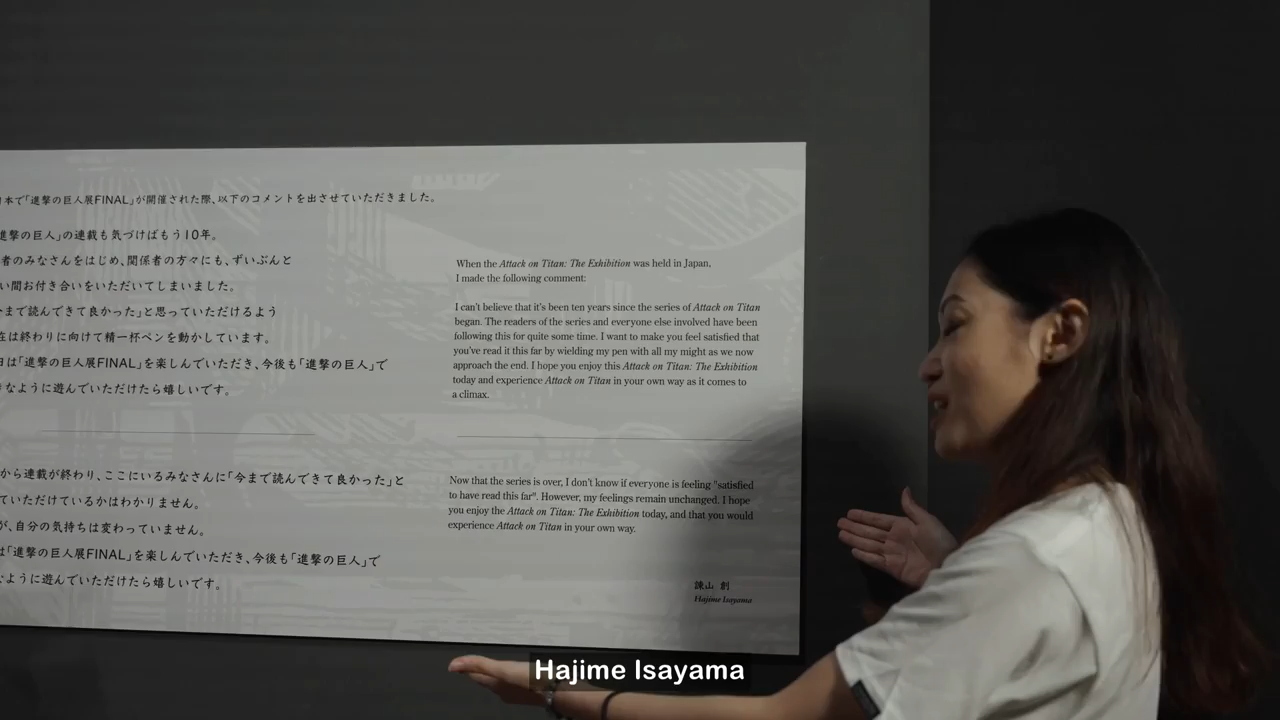 本で「進撃の巨人展FINAL」が開催された際、以下のコメントを出させていただきました。
進撃の巨人」の連載も気づけばもう10年。
者のみなさんをはじめ、関係者の方々にも、ずいぶんと
い間お付き合いをいただいてしまいました。
まで読んできて良かった」と思っていただけるよう
在は終わりに向けて精一杯ペンを動かしています。
日は「進撃の巨人展FINAL」を楽しんでいただき、今後も「進撃の巨人」で
きなように遊んでいただけたら嬉しいです。
から連載が終わり、ここにいるみなさんに「今まで読んできて良かった」と
ていただけているかはわかりません。
が、自分の気持ちは変わっていません。
は「進撃の巨人展FINAL」を楽しんでいただき、今後も「進撃の巨人」で
なように遊んでいただけたら嬉しいです。
When the Attack on Titan: The Exhibition was held in Japan,
I made the following comment:
I can't believe that it's been ten years since the series of Attack on Titan
began. The readers of the series and everyone else involved have been
following this for quite some time. I want to make you feel satisfied that
you've read it this far by wielding my pen with all my might as we now
approach the end. I hope you enjoy this Attack on Titan: The Exhibition
today and experience Attack on Titan in your own way as it comes to
a climax.
Now that the series is over, I don't know if everyone is feeling "satisfied
to have read this far". However, my feelings remain unchanged. I hope
you enjoy the Attack on Titan: The Exhibition today, and that you would
experience Attack on Titan in your own way.
諫山 創
Hajime Isayama
Hajime Isayama